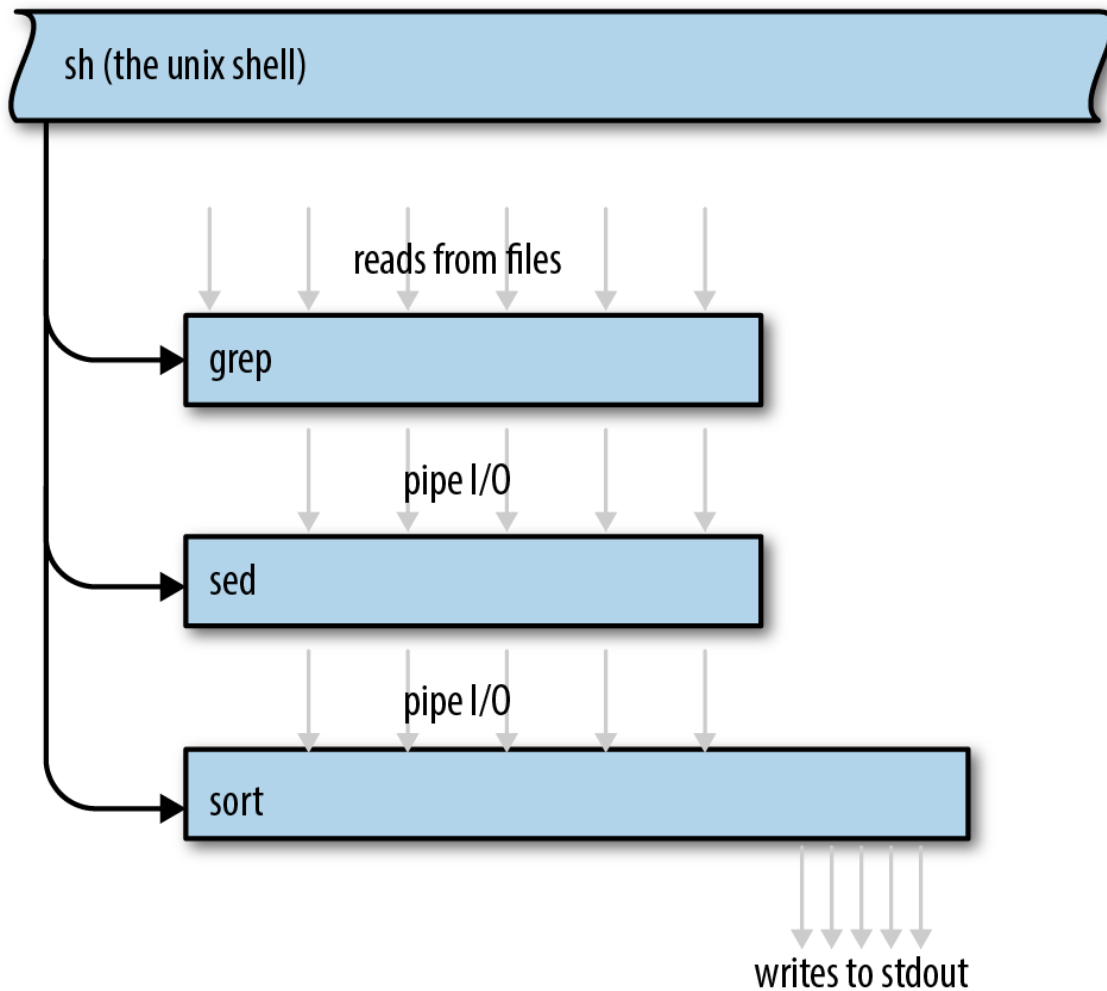 sh (the unix shell)
reads from files
grep
pipe I/O
sed
pipe I/O
sort
writes to stdout